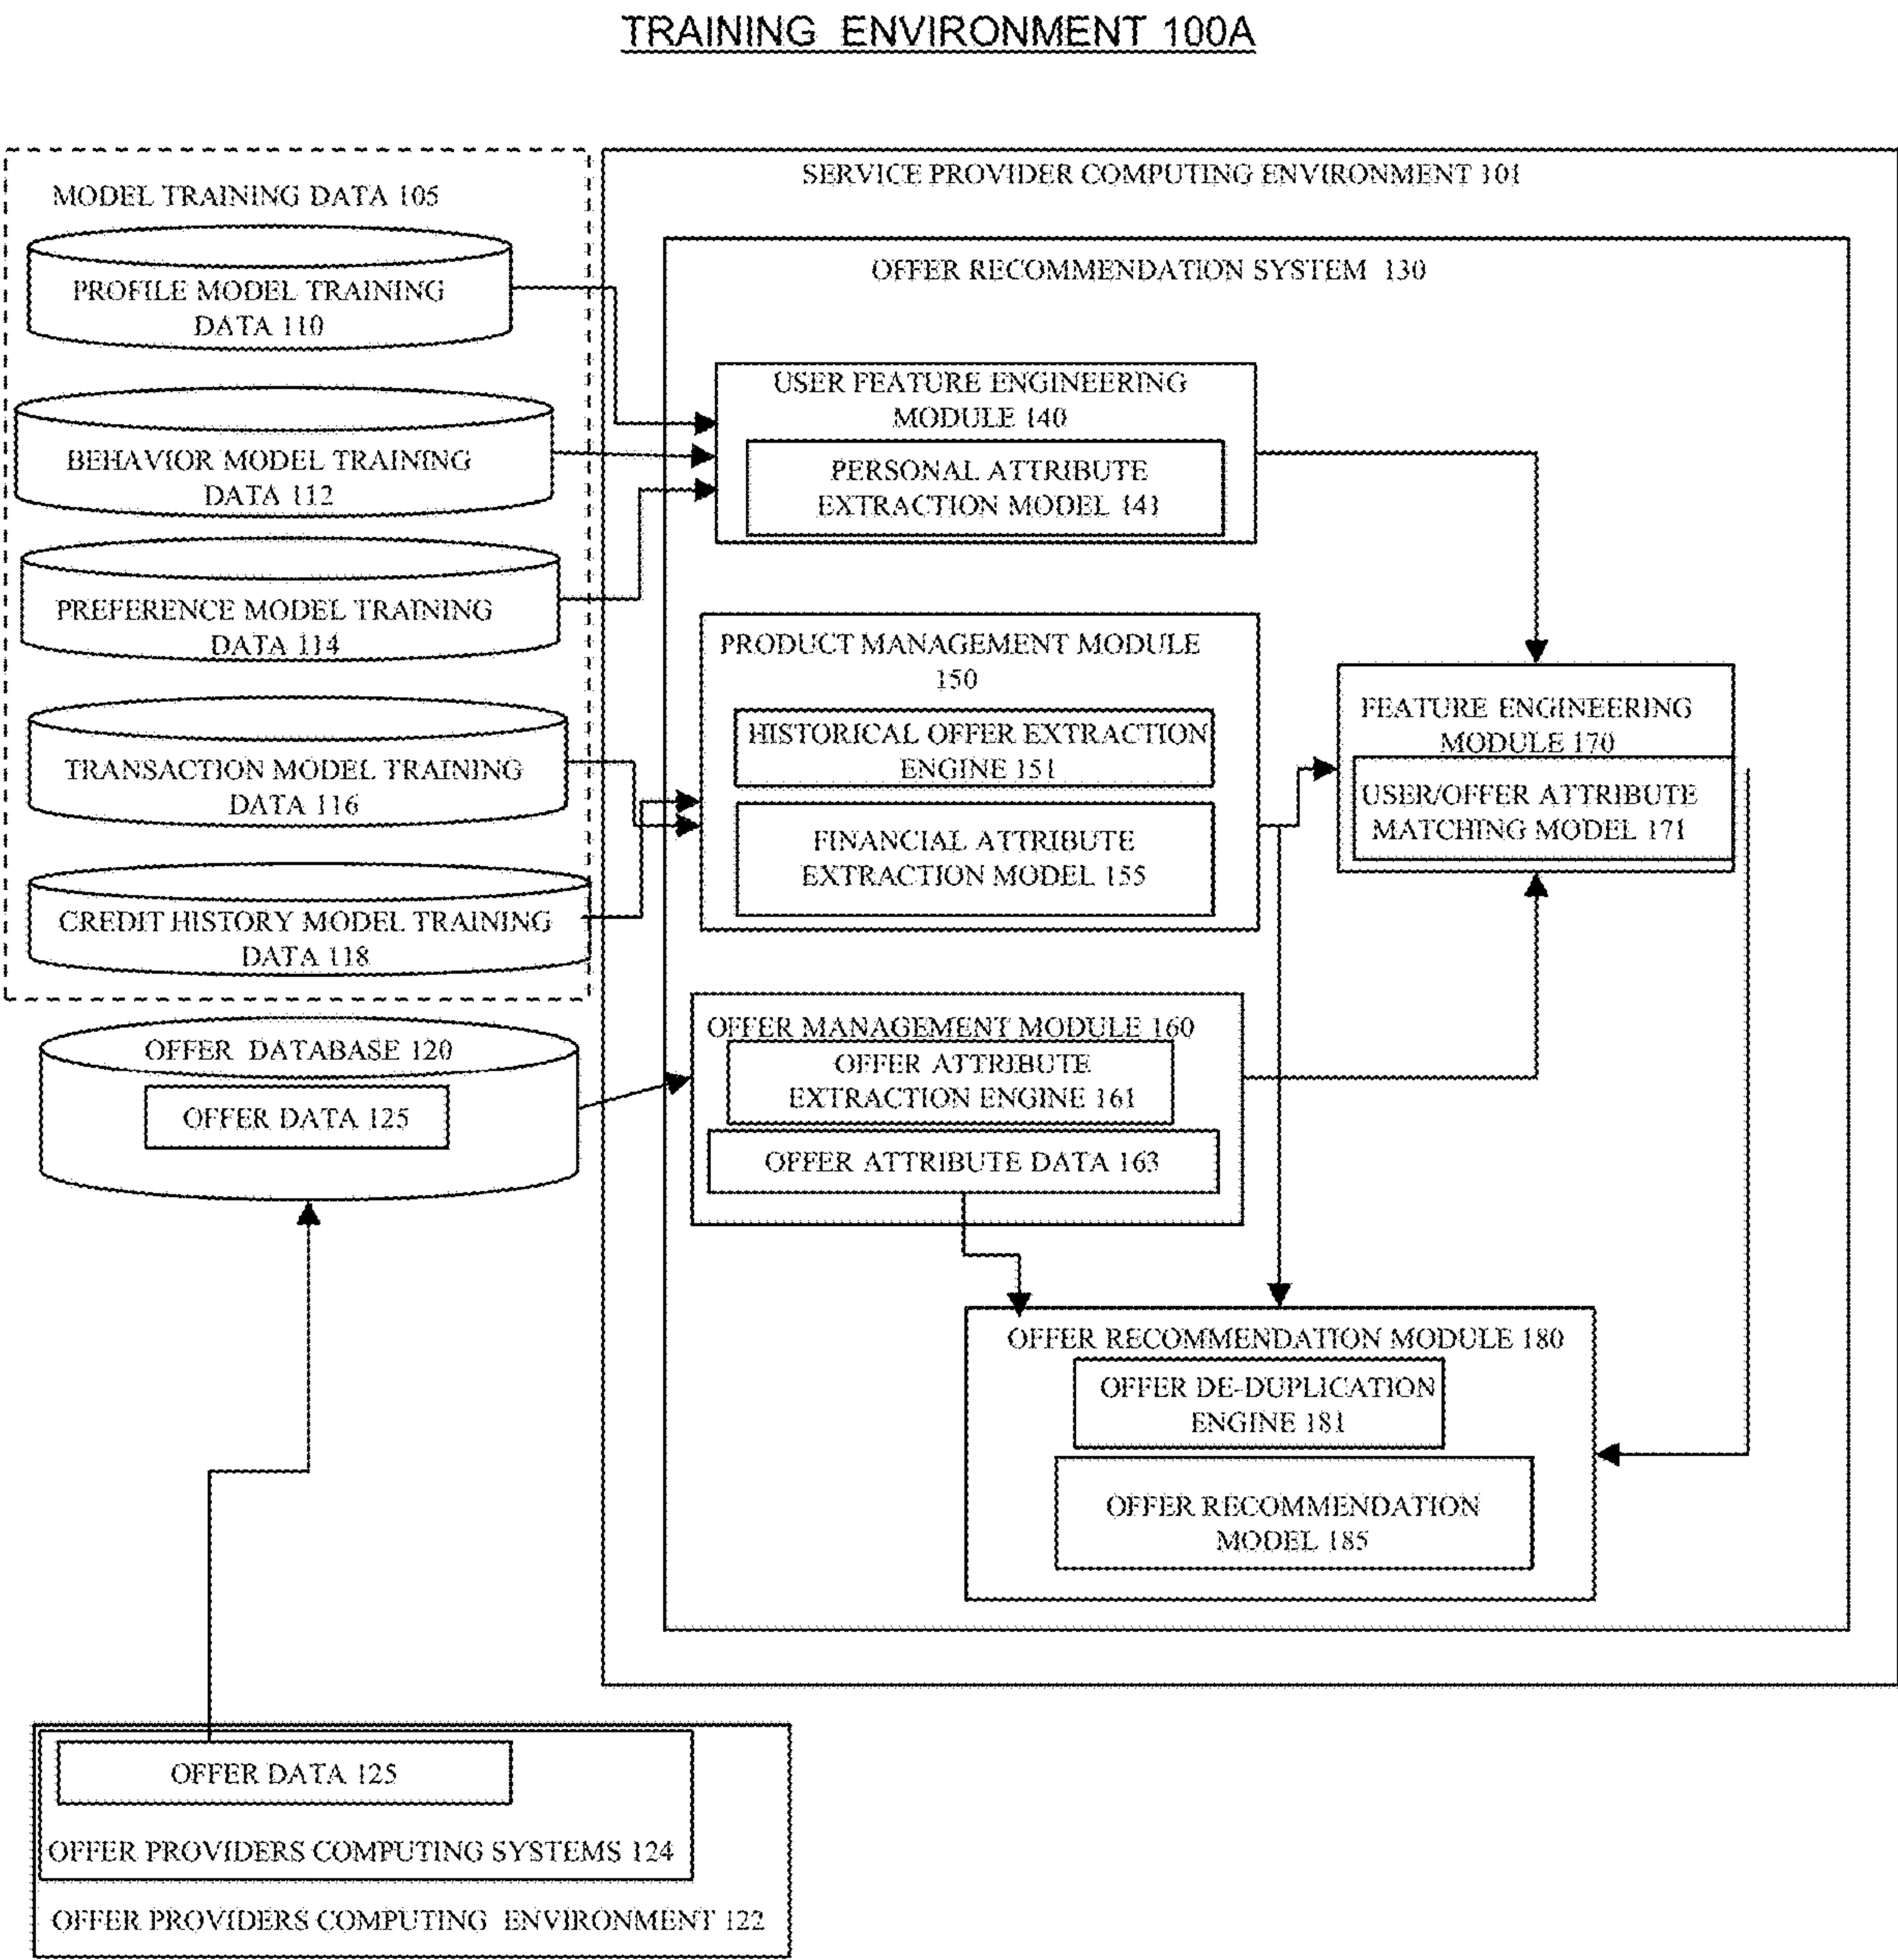 TRAINING ENVIRONMENT 100A
MODEL TRAINING DATA 105
PROFILE MODEL TRAINING
DATA 110
BEHAVIOR MODEL TRAINING
DATA 112
PREFERENCE MODEL TRAINING
DATA 114
TRANSACTION MODEL TRAINING
DATA 116
CREDIT HISTORY MODEL TRAINING
DATA 118
OFFER DATABASE 120
OFFER DATA 125
SERVICE PROVIDER COMPUTING ENVIRONMENT 101
OFFER RECOMMENDATION SYSTEM 130
USER FEATURE ENGINEERING
MODULE 140
PERSONAL ATTRIBUTE
EXTRACTION MODEL 141
PRODUCT MANAGEMENT MODULE
150
HISTORICAL OFFER EXTRACTION
ENGINE 151
FINANCIAL ATTRIBUTE
EXTRACTION MODEL 155
FEATURE ENGINEERING
MODULE 170
USER/OFFER ATTRIBUTE
MATCHING MODEL 171
OFFER MANAGEMENT MODULE 160
OFFER ATTRIBUTE
EXTRACTION ENGINE 161
OFFER ATTRIBUTE DATA 163
OFFER RECOMMENDATION MODULE 180
OFFER DE-DUPLICATION
ENGINE 181
OFFER RECOMMENDATION
MODEL 185
OFFER DATA 125
OFFER PROVIDERS COMPUTING SYSTEMS 124
OFFER PROVIDERS COMPUTING ENVIRONMENT 122